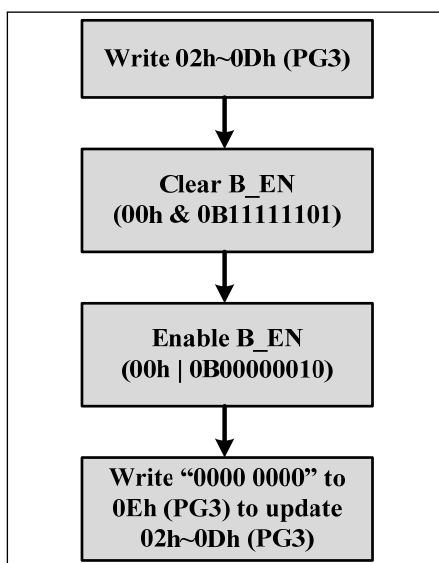 Write 02h~0Dh (PG3)
Clear B_EN
(00h & 0B11111101)
Enable B_EN
(00h | 0B00000010)
Write “0000 0000” to
0Eh (PG3) to update
02h~0Dh (PG3)